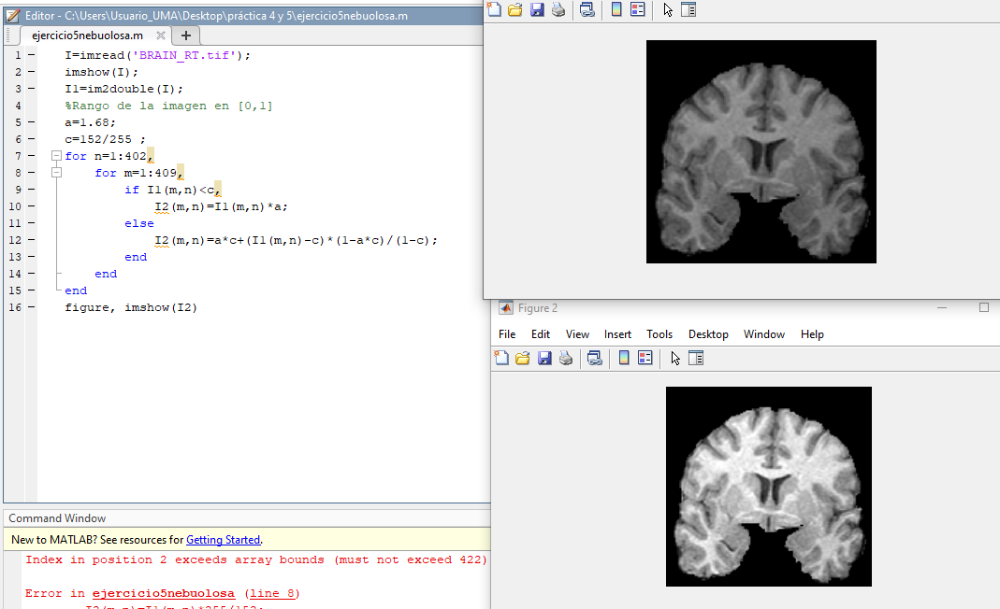 Editor - C:\Users\Usuario_UMA\Desktop\práctica 4 y 5\ejercicio5nebuolosa.m
ejercicio5nebuolosa.m
1 I=imread('BRAIN_RT.tif');
2 imshow(I);
3 I1=im2double(I);
4 %Rango de la imagen en [0,1]
5 a=1.68;
6 c=152/255 ;
7 for n=1:402,
8 for m=1:409,
9 if I1(m,n)<c,
10 I2(m,n)=I1(m,n)*a;
11 else
12 I2(m,n)=a*c+(I1(m,n)-c)*(1-a*c)/(1-c);
13 end
14 end
15 end
16 figure, imshow(I2)
Figure 2
File Edit View Insert Tools Desktop Window Help
Command Window
New to MATLAB? See resources for Getting Started.
Index in position 2 exceeds array bounds (must not exceed 422)
Error in ejercicio5nebuolosa (line 8)
I2(m,n)=I1(m,n)*255/152;